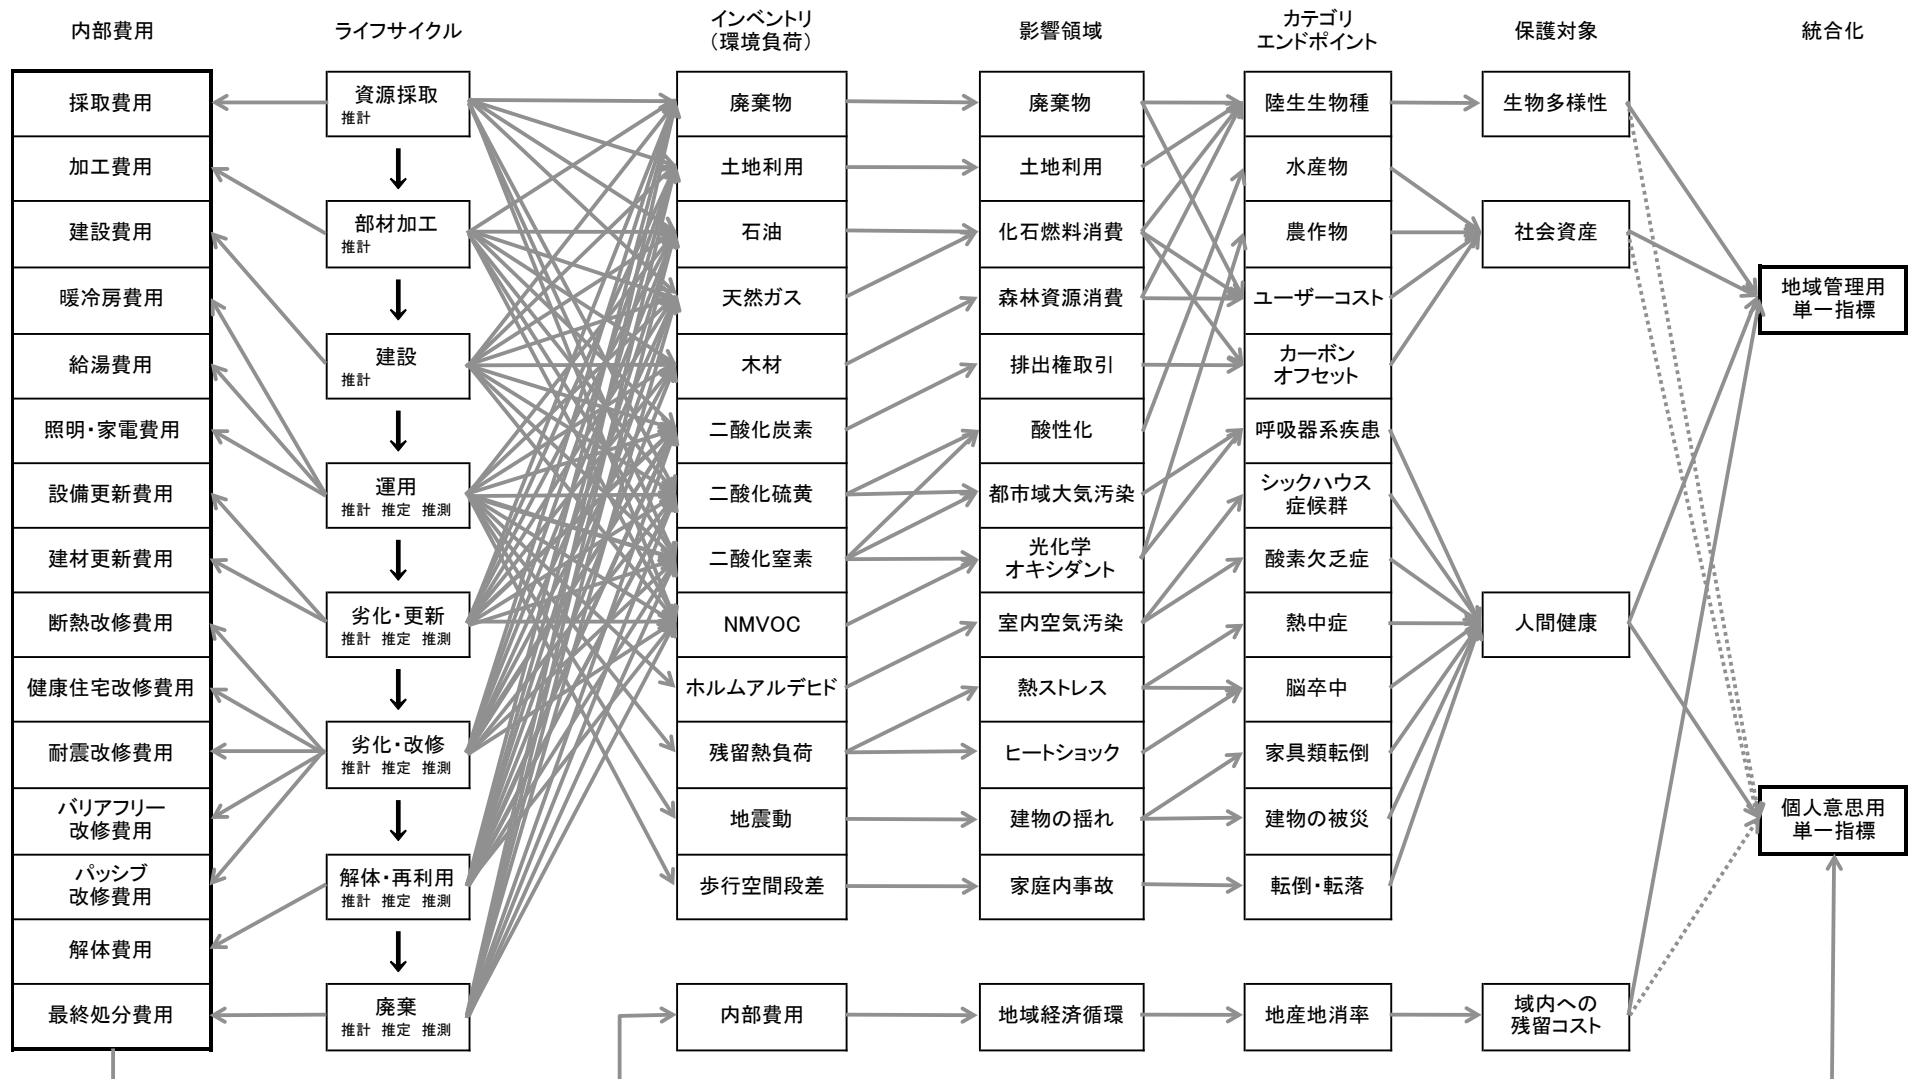 内部費用
ライフサイクル
インベントリ
（環境負荷）
影響領域
カテゴリ
エンドポイント
保護対象
統合化
採取費用
加工費用
建設費用
暖冷房費用
給湯費用
照明・家電費用
設備更新費用
建材更新費用
断熱改修費用
健康住宅改修費用
耐震改修費用
バリアフリー
改修費用
パッシブ
改修費用
解体費用
最終処分費用
資源採取
推計
部材加工
推計
建設
推計
運用
推計 推定 推測
劣化・更新
推計 推定 推測
劣化・改修
推計 推定 推測
解体・再利用
推計 推定 推測
廃棄
推計 推定 推測
廃棄物
土地利用
石油
天然ガス
木材
二酸化炭素
二酸化硫黄
二酸化窒素
NMVOC
ホルムアルデヒド
残留熱負荷
地震動
歩行空間段差
内部費用
廃棄物
土地利用
化石燃料消費
森林資源消費
排出権取引
酸性化
都市域大気汚染
光化学
オキシダント
室内空気汚染
熱ストレス
ヒートショック
建物の揺れ
家庭内事故
地域経済循環
陸生生物種
水産物
農作物
ユーザーコスト
カーボン
オフセット
呼吸器系疾患
シックハウス
症候群
酸素欠乏症
熱中症
脳卒中
家具類転倒
建物の被災
転倒・転落
地産地消率
生物多様性
社会資産
人間健康
域内への
残留コスト
地域管理用
単一指標
個人意思用
単一指標